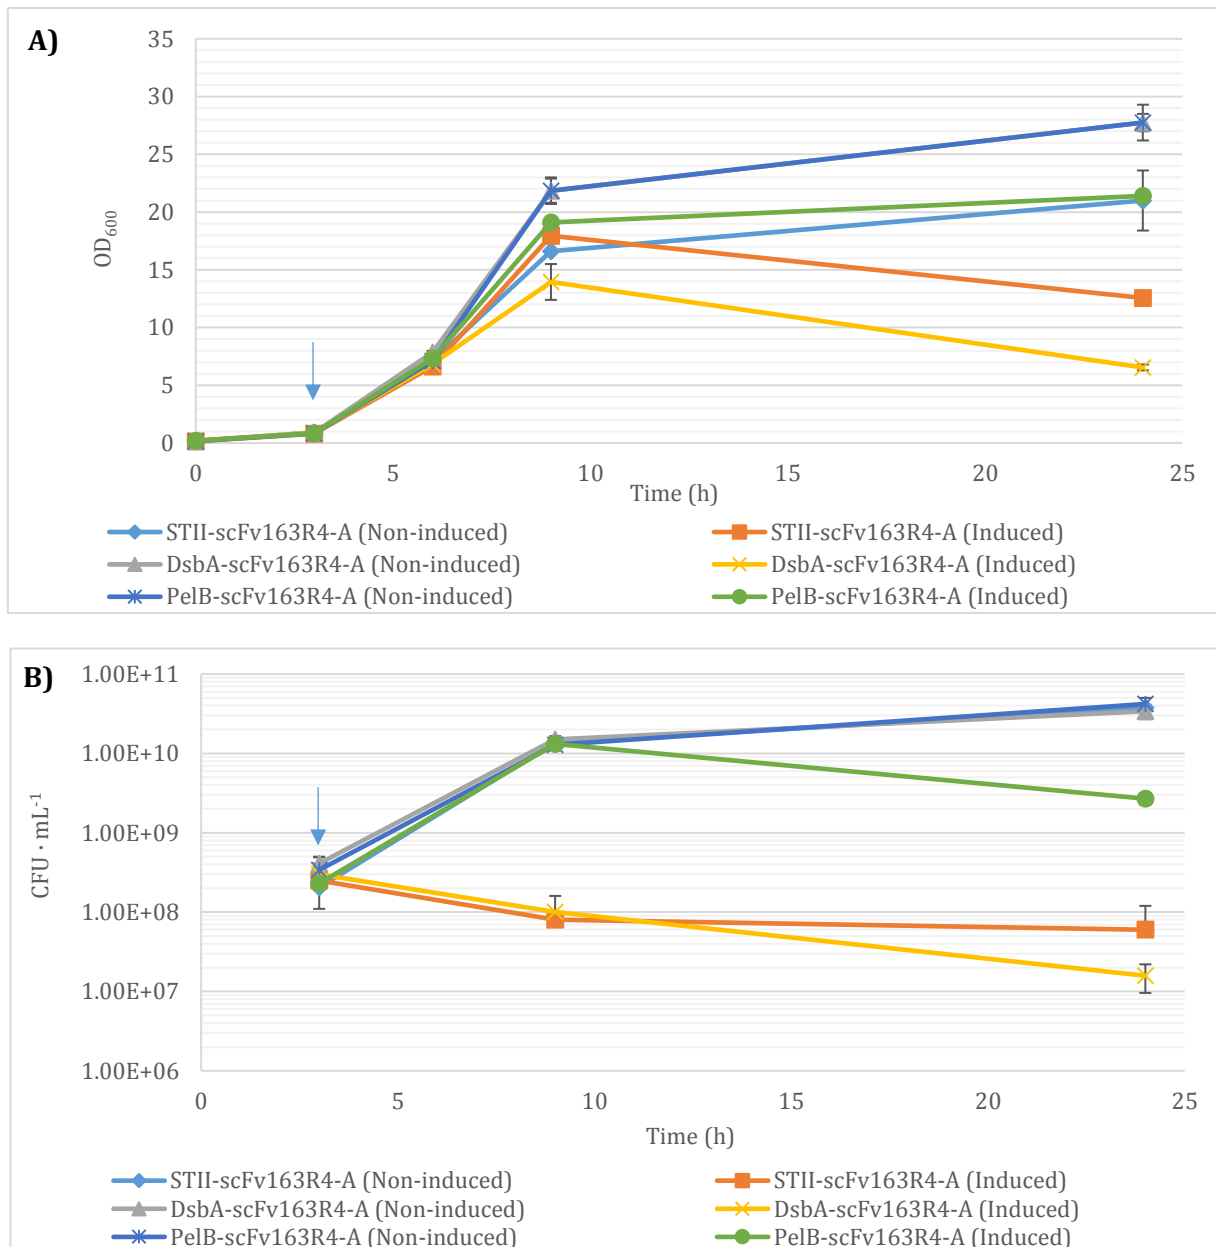 A)
35
30
25
20
15
10
5
0
OD600
0 5 10 15 20 25
Time (h)
STII-scFv163R4-A (Non-induced) STII-scFv163R4-A (Induced)
DsbA-scFv163R4-A (Non-induced) DsbA-scFv163R4-A (Induced)
PelB-scFv163R4-A (Non-induced) PelB-scFv163R4-A (Induced)
B)
1.00E+11
1.00E+10
1.00E+09
1.00E+08
1.00E+07
1.00E+06
CFU · mL-1
0 5 10 15 20 25
Time (h)
STII-scFv163R4-A (Non-induced) STII-scFv163R4-A (Induced)
DsbA-scFv163R4-A (Non-induced) DsbA-scFv163R4-A (Induced)
PelB-scFv163R4-A (Non-induced) PelB-scFv163R4-A (Induced)